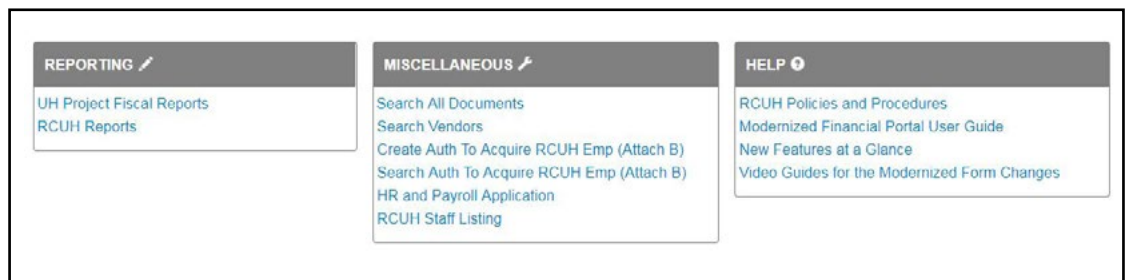 REPORTING
UH Project Fiscal Reports
RCUH Reports
MISCELLANEOUS
Search All Documents
Search Vendors
Create Auth To Acquire RCUH Emp (Attach B)
Search Auth To Acquire RCUH Emp (Attach B)
HR and Payroll Application
RCUH Staff Listing
HELP
RCUH Policies and Procedures
Modernized Financial Portal User Guide
New Features at a Glance
Video Guides for the Modernized Form Changes